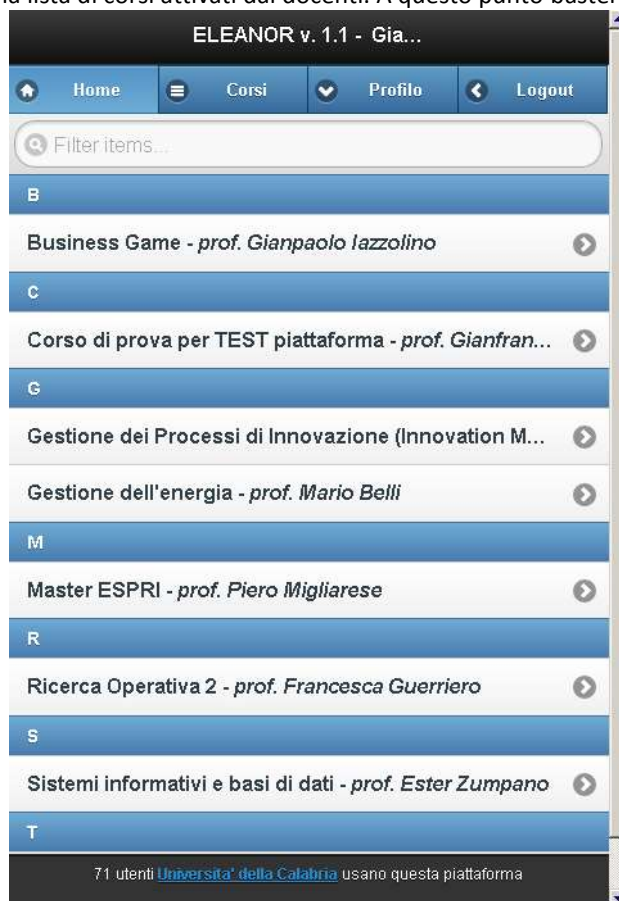 lista di corsi attivati dai docenti. A questo punto
ELEANOR v. 1.1 - Gia...
Home Corsi Profilo Logout
Filter items...
B
Business Game - prof. Gianpaolo Iazzolino
C
Corso di prova per TEST piattaforma - prof. Gianfran...
G
Gestione dei Processi di Innovazione (Innovation M...
Gestione dell'energia - prof. Mario Belli
M
Master ESPRI - prof. Piero Migliarese
R
Ricerca Operativa 2 - prof. Francesca Guerriero
S
Sistemi informativi e basi di dati - prof. Ester Zumpano
T
71 utenti Universita' della Calabria usano questa piattaforma